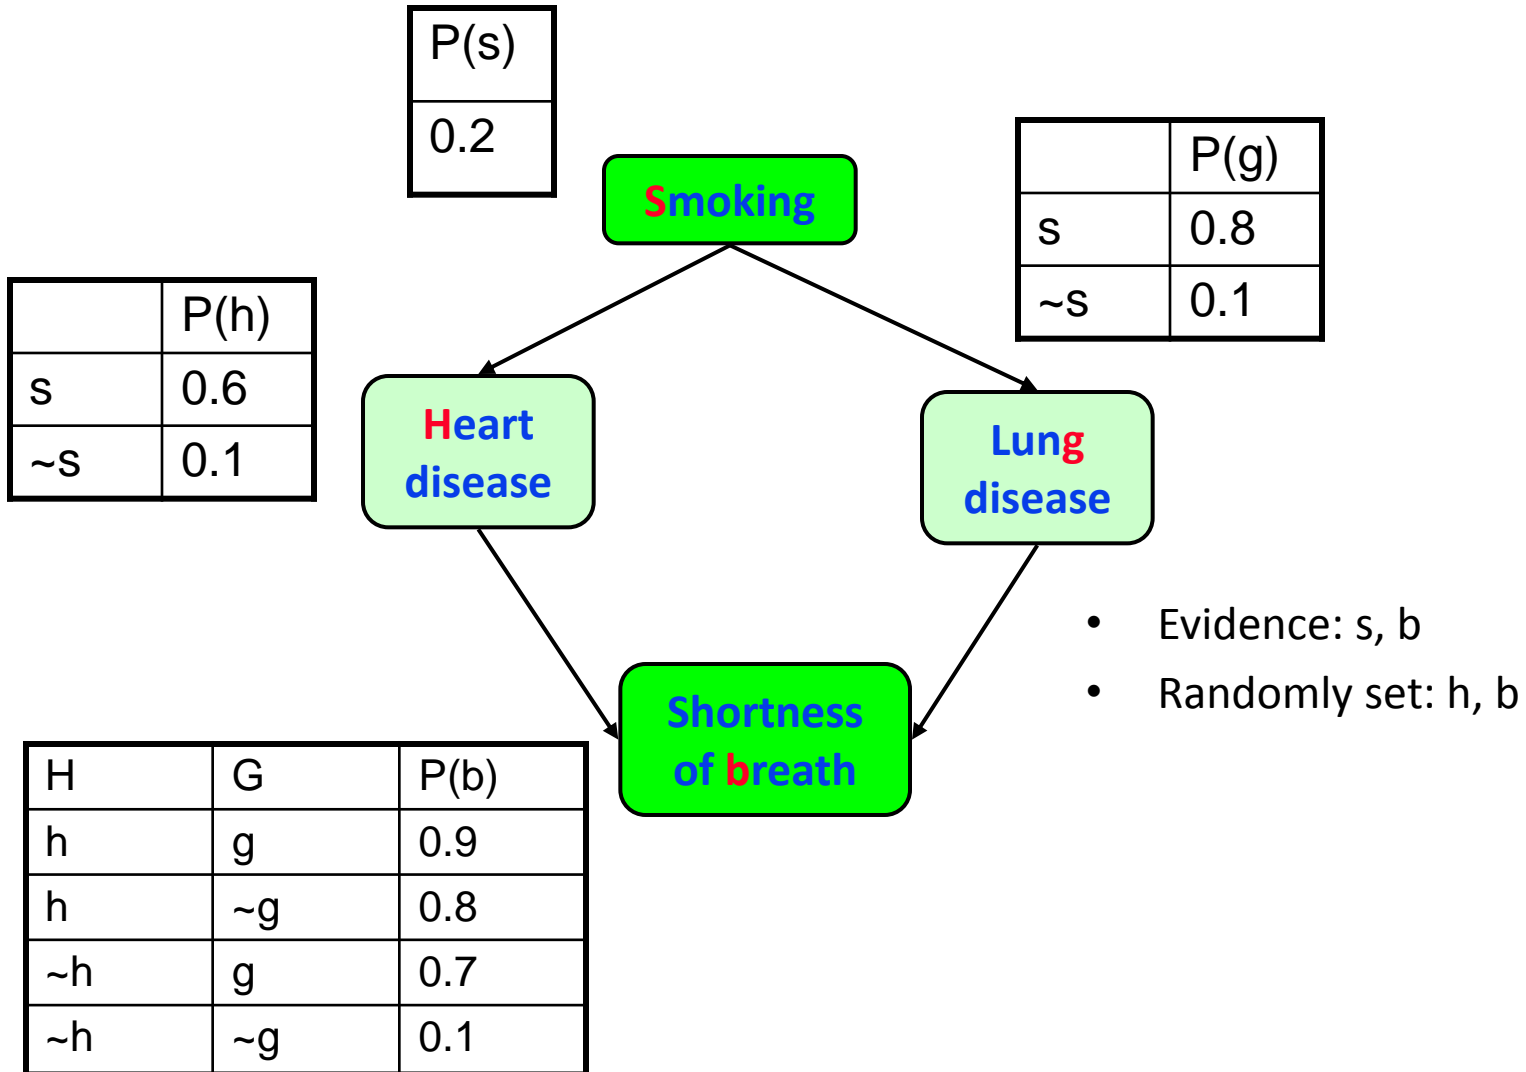 P(s)
0.2
Smoking
P(g)
s 0.8
~s 0.1
P(h)
s 0.6
~s 0.1
Heart
disease
Lung
disease
• Evidence: s, b
• Randomly set: h, b
Shortness
of breath
H G P(b)
h g 0.9
h ~g 0.8
~h g 0.7
~h ~g 0.1